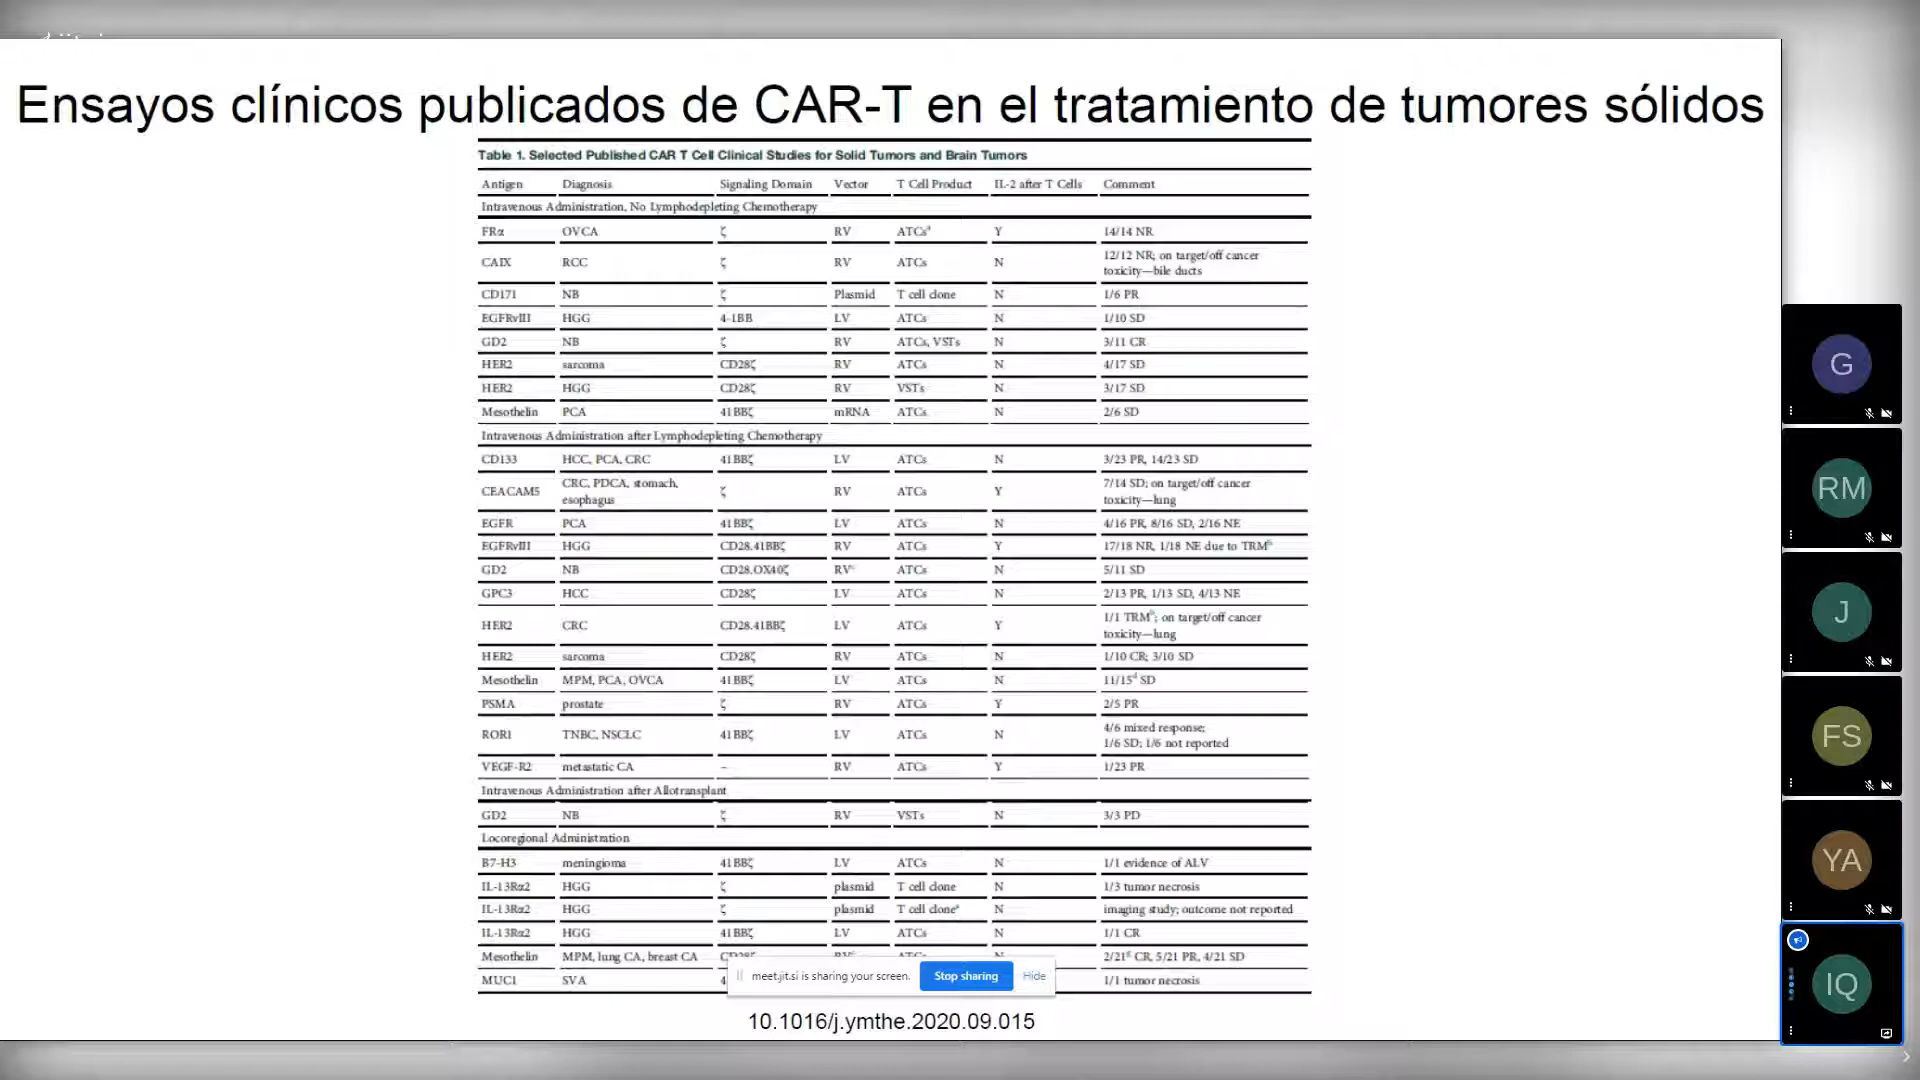 Ensayos clínicos publicados de CAR-T en el tratamiento de tumores sólidos
Table 1. Selected Published CAR T Cell Clinical Studies for Solid Tumors and Brain Tumors
Antigen Diagnosis Signaling Domain Vector T Cell Product IL-2 after T Cells Comment
Intravenous Administration, No Lymphodepleting Chemotherapy
FRα OVCA ζ RV ATCsᵃ Y 14/14 NR
CAIX RCC ζ RV ATCs N 12/12 NR; on target/off cancer
toxicity—bile ducts
CD171 NB ζ Plasmid T cell clone N 1/6 PR
EGFRvIII HGG 4-1BB LV ATCs N 1/10 SD
GD2 NB ζ RV ATCs, VSTs N 3/11 CR
HER2 sarcoma CD28ζ RV ATCs N 4/17 SD
HER2 HGG CD28ζ RV VSTs N 3/17 SD
Mesothelin PCA 41BBζ mRNA ATCs N 2/6 SD
Intravenous Administration after Lymphodepleting Chemotherapy
CD133 HCC, PCA, CRC 41BBζ LV ATCs N 3/23 PR, 14/23 SD
CEACAM5 CRC, PDCA, stomach,
esophagus ζ RV ATCs Y 7/14 SD; on target/off cancer
toxicity—lung
EGFR PCA 41BBζ LV ATCs N 4/16 PR, 8/16 SD, 2/16 NE
EGFRvIII HGG CD28.41BBζ RV ATCs Y 17/18 NR, 1/18 NE due to TRMᵇ
GD2 NB CD28.OX40ζ RVᶜ ATCs N 5/11 SD
GPC3 HCC CD28ζ LV ATCs N 2/13 PR, 1/13 SD, 4/13 NE
HER2 CRC CD28.41BBζ LV ATCs Y 1/1 TRMᵇ; on target/off cancer
toxicity—lung
HER2 sarcoma CD28ζ RV ATCs N 1/10 CR; 3/10 SD
Mesothelin MPM, PCA, OVCA 41BBζ LV ATCs N 11/15ᵈ SD
PSMA prostate ζ RV ATCs Y 2/5 PR
ROR1 TNBC, NSCLC 41BBζ LV ATCs N 4/6 mixed response;
1/6 SD; 1/6 not reported
VEGF-R2 metastatic CA – RV ATCs Y 1/23 PR
Intravenous Administration after Allotransplant
GD2 NB ζ RV VSTs N 3/3 PD
Locoregional Administration
B7-H3 meningioma 41BBζ LV ATCs N 1/1 evidence of ALV
IL-13Rα2 HGG ζ plasmid T cell clone N 1/3 tumor necrosis
IL-13Rα2 HGG ζ plasmid T cell cloneᵉ N imaging study; outcome not reported
IL-13Rα2 HGG 41BBζ LV ATCs N 1/1 CR
Mesothelin MPM, lung CA, breast CA 2/21 CR, 5/21 PR, 4/21 SD
MUC1 SVA 4 1/1 tumor necrosis
meet.jit.si is sharing your screen. Stop sharing Hide
10.1016/j.ymthe.2020.09.015
G
RM
J
FS
YA
IQ